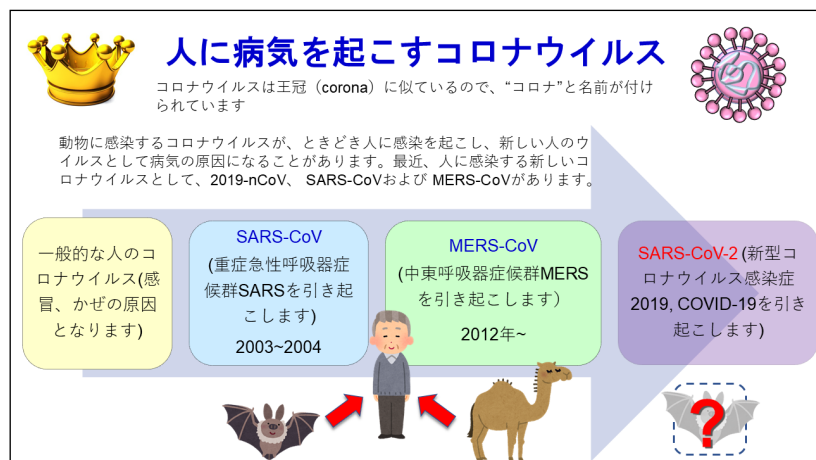 人に病気を起こすコロナウイルス
コロナウイルスは王冠（corona）に似ているので、“コロナ”と名前が付け
られています
動物に感染するコロナウイルスが、ときどき人に感染を起こし、新しい人のウ
イルスとして病気の原因になることがあります。最近、人に感染する新しいコ
ロナウイルスとして、2019-nCoV、 SARS-CoVおよび MERS-CoVがあります。
一般的な人のコ
ロナウイルス(感
冒、かぜの原因
となります)
SARS-CoV
(重症急性呼吸器症
候群SARSを引き起
こします)
2003~2004
MERS-CoV
(中東呼吸器症候群MERS
を引き起こします）
2012年~
SARS-CoV-2 (新型コ
ロナウイルス感染症
2019, COVID-19を引き
起こします)
?